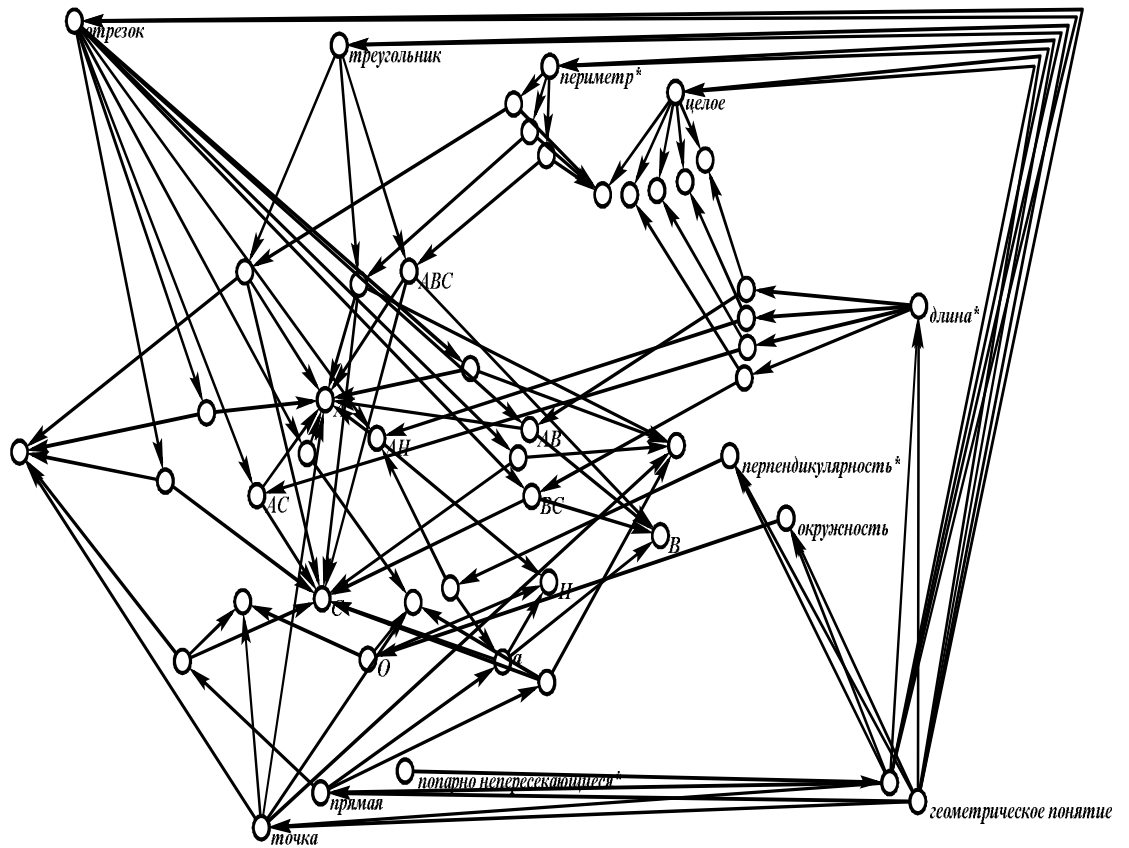 отрезок
треугольник
периметр*
целое
ABC
длина*
A
AH
AB
перпендикулярность*
AC
BC
окружность
B
H
C
O
a
попарно непересекающиеся*
прямая
геометрическое понятие
точка